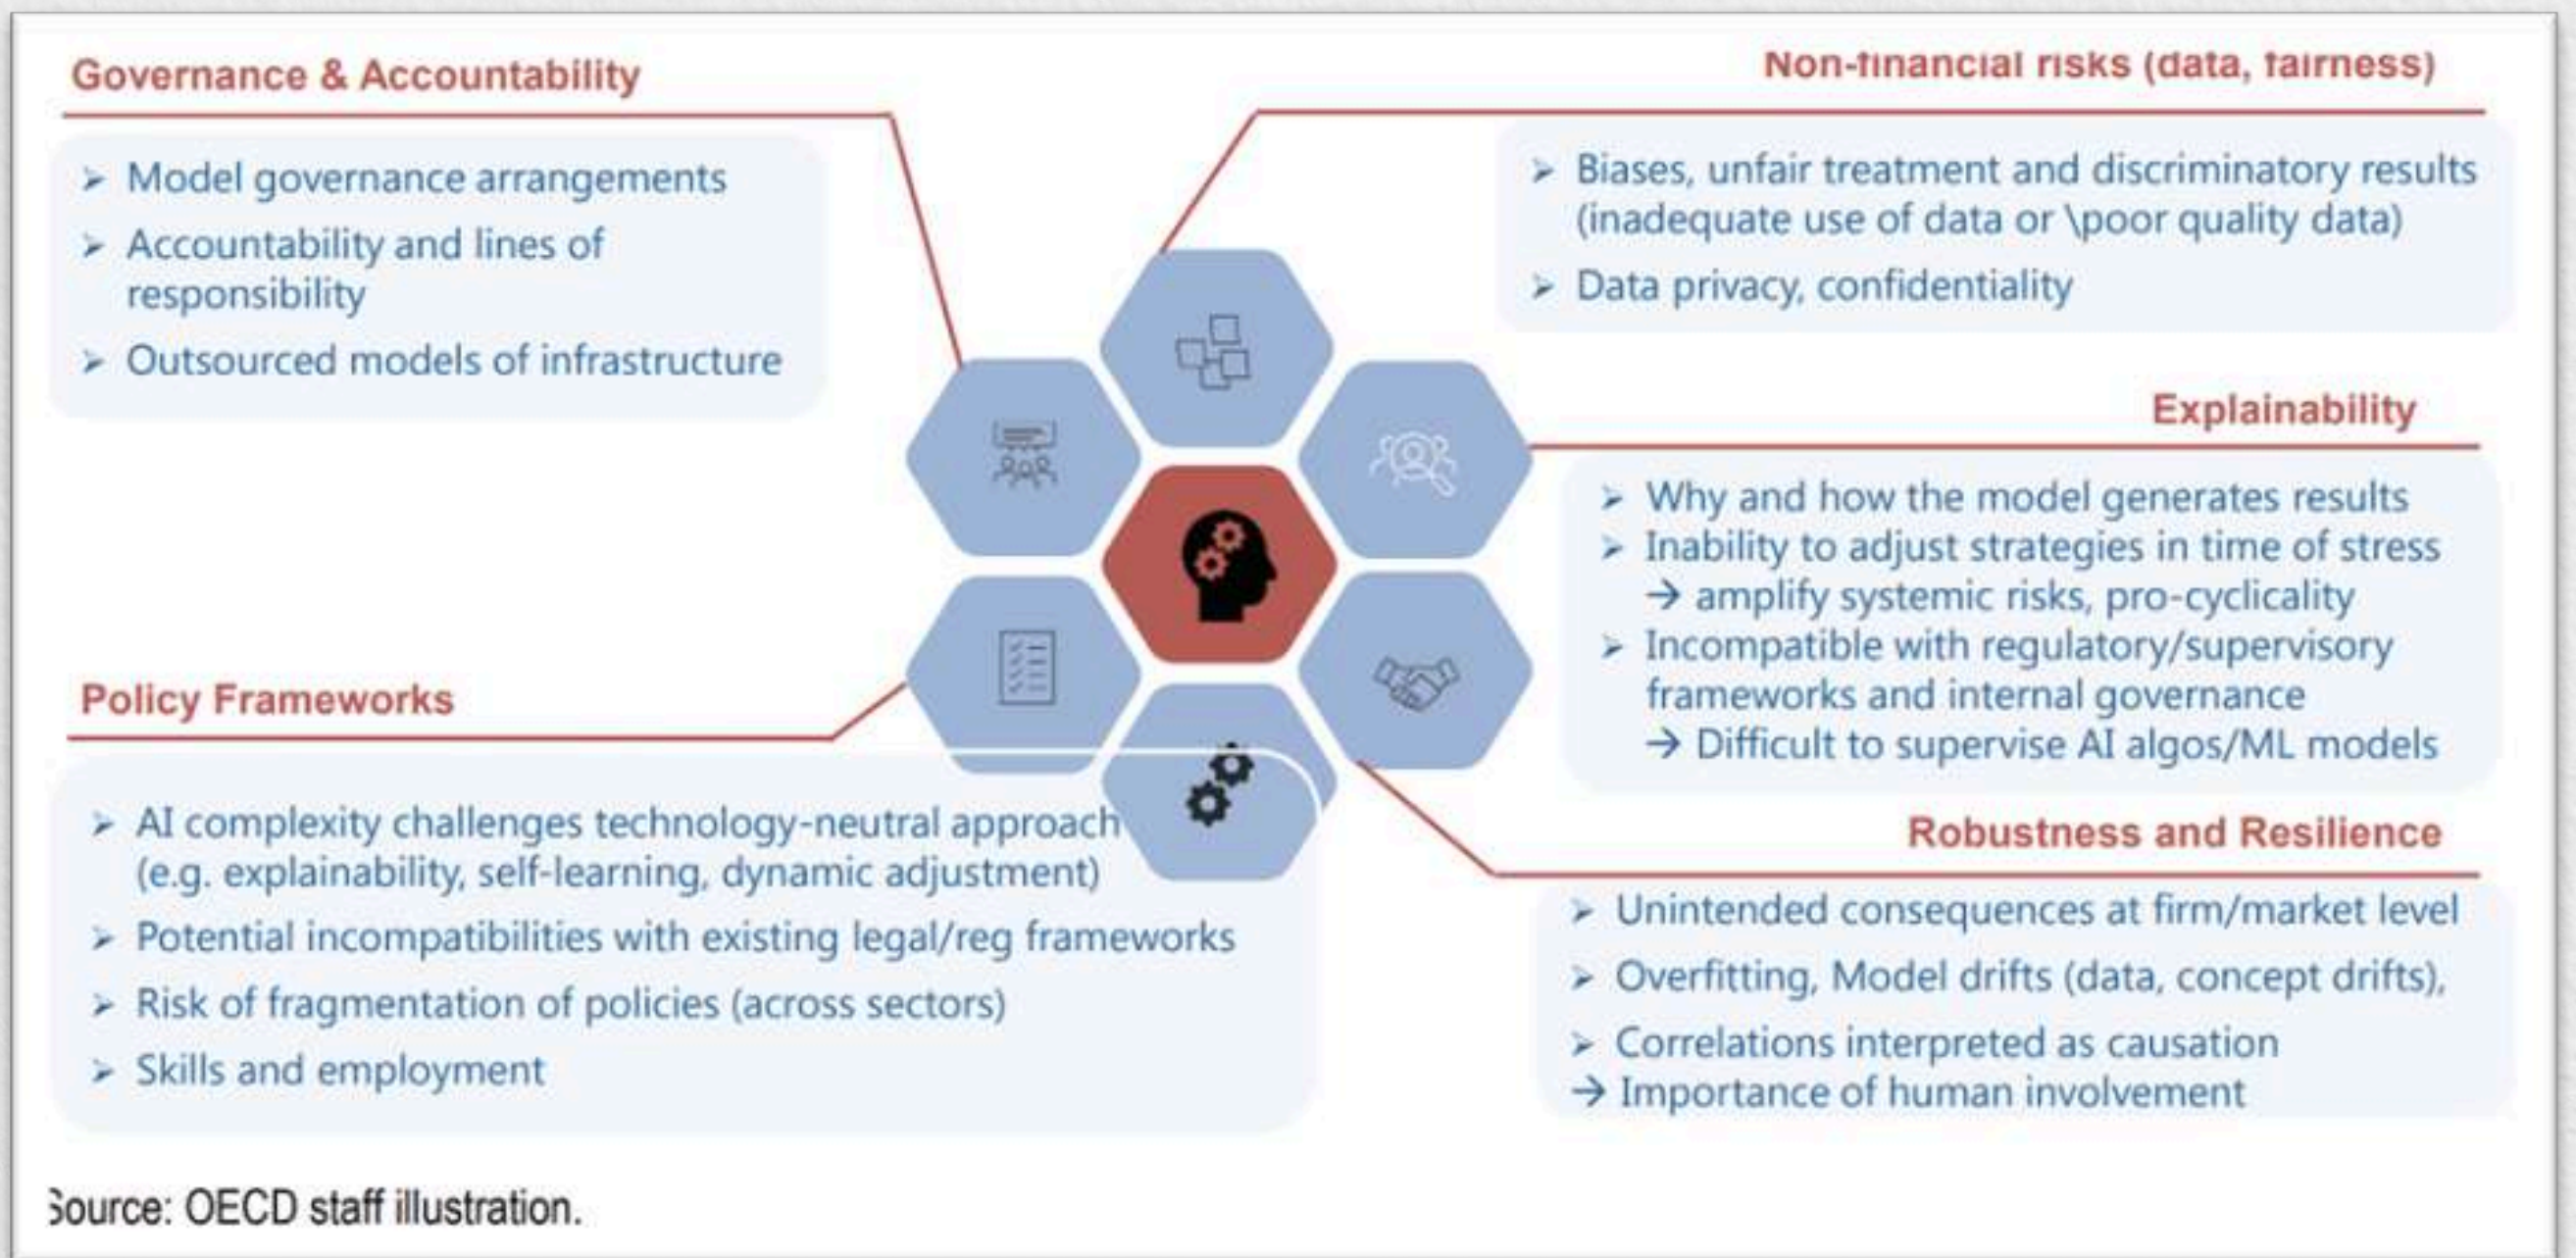 Governance & Accountability
➢ Model governance arrangements
➢ Accountability and lines of
responsibility
➢ Outsourced models of infrastructure
Non-financial risks (data, fairness)
➢ Biases, unfair treatment and discriminatory results
(inadequate use of data or \poor quality data)
➢ Data privacy, confidentiality
Explainability
➢ Why and how the model generates results
➢ Inability to adjust strategies in time of stress
→ amplify systemic risks, pro-cyclicality
➢ Incompatible with regulatory/supervisory
frameworks and internal governance
→ Difficult to supervise AI algos/ML models
Policy Frameworks
➢ AI complexity challenges technology-neutral approach
(e.g. explainability, self-learning, dynamic adjustment)
➢ Potential incompatibilities with existing legal/reg frameworks
➢ Risk of fragmentation of policies (across sectors)
➢ Skills and employment
Robustness and Resilience
➢ Unintended consequences at firm/market level
➢ Overfitting, Model drifts (data, concept drifts),
➢ Correlations interpreted as causation
→ Importance of human involvement
Source: OECD staff illustration.